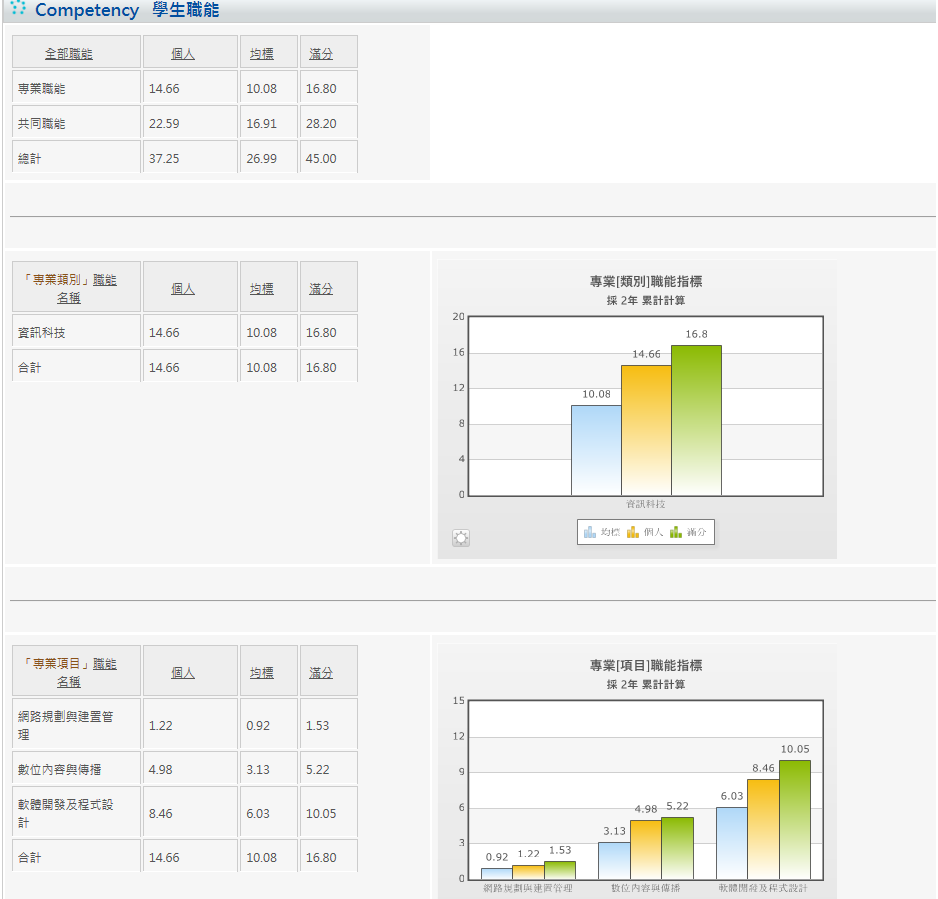 Competency 學生職能
全部職能 個人 均標 滿分
專業職能 14.66 10.08 16.80
共同職能 22.59 16.91 28.20
總計 37.25 26.99 45.00
「專業類別」職能
名稱 個人 均標 滿分
資訊科技 14.66 10.08 16.80
合計 14.66 10.08 16.80
專業[類別]職能指標
採 2年 累計計算
20
16
12
8
4
0
10.08
14.66
16.8
資訊科技
均標 個人 滿分
「專業項目」職能
名稱 個人 均標 滿分
網路規劃與建置管
理 1.22 0.92 1.53
數位內容與傳播 4.98 3.13 5.22
軟體開發及程式設
計 8.46 6.03 10.05
合計 14.66 10.08 16.80
專業[項目]職能指標
採 2年 累計計算
15
12
9
6
3
0
0.92 1.22 1.53
3.13 4.98 5.22
6.03 8.46 10.05
網路規劃與建置管理 數位內容與傳播 軟體開發及程式設計